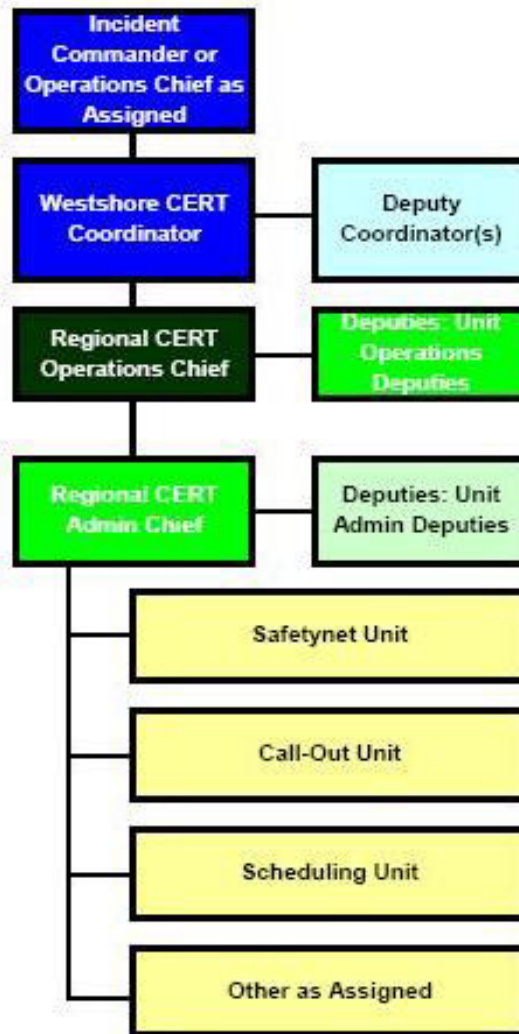 Incident
Commander or
Operations Chief as
Assigned
Westshore CERT
Coordinator
Deputy
Coordinator(s)
Regional CERT
Operations Chief
Deputies: Unit
Operations
Deputies
Regional CERT
Admin Chief
Deputies: Unit
Admin Deputies
Safetynet Unit
Call-Out Unit
Scheduling Unit
Other as Assigned